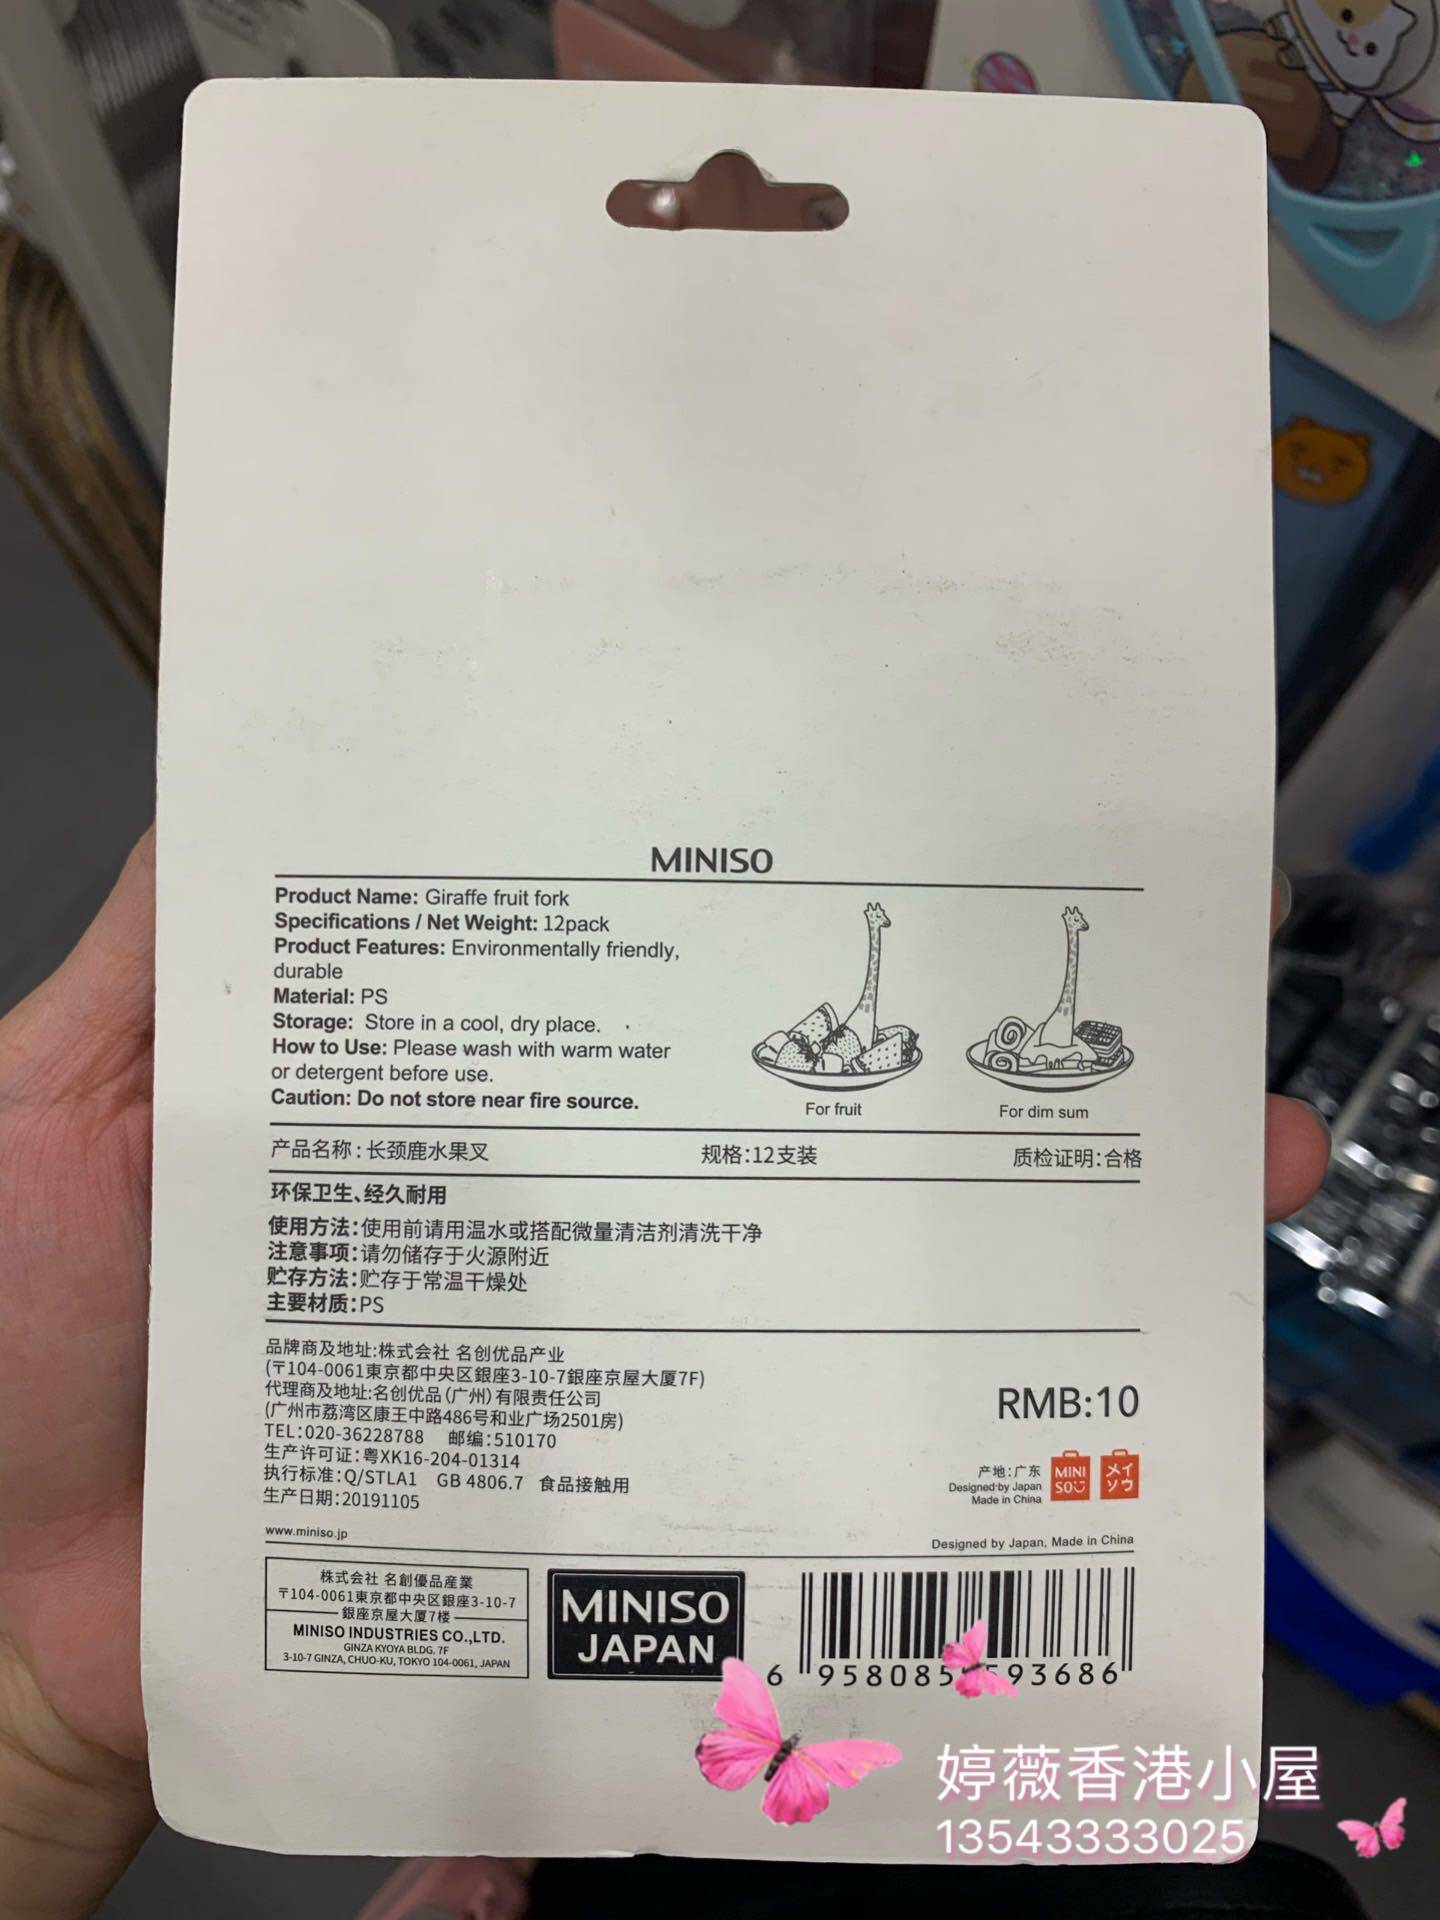 MINISO
Product Name: Giraffe fruit fork
Specifications / Net Weight: 12pack
Product Features: Environmentally friendly,
durable
Material: PS
Storage: Store in a cool, dry place.
How to Use: Please wash with warm water
or detergent before use.
Caution: Do not store near fire source.
For fruit
For dim sum
产品名称:长颈鹿水果叉 规格:12支装 质检证明:合格
环保卫生、经久耐用
使用方法:使用前请用温水或搭配微量清洁剂清洗干净
注意事项:请勿储存于火源附近
贮存方法:贮存于常温干燥处
主要材质:PS
品牌商及地址:株式会社 名创优品产业
(〒104-0061東京都中央区銀座3-10-7銀座京屋大厦7F)
代理商及地址:名创优品(广州)有限责任公司
(广州市荔湾区康王中路486号和业广场2501房)
TEL:020-36228788 邮编:510170
生产许可证:粤XK16-204-01314
执行标准:Q/STLA1 GB 4806.7 食品接触用
生产日期:20191105
RMB:10
产地:广东
Designed by Japan
Made in China
MINI
SO
メイ
ソウ
www.miniso.jp
Designed by Japan, Made in China
株式会社 名創優品産業
〒104-0061東京都中央区銀座3-10-7
銀座京屋大厦7楼
MINISO INDUSTRIES CO.,LTD.
GINZA KYOYA BLDG. 7F
3-10-7 GINZA, CHUO-KU, TOKYO 104-0061, JAPAN
MINISO
JAPAN
6 958085 93686
婷薇香港小屋
13543333025